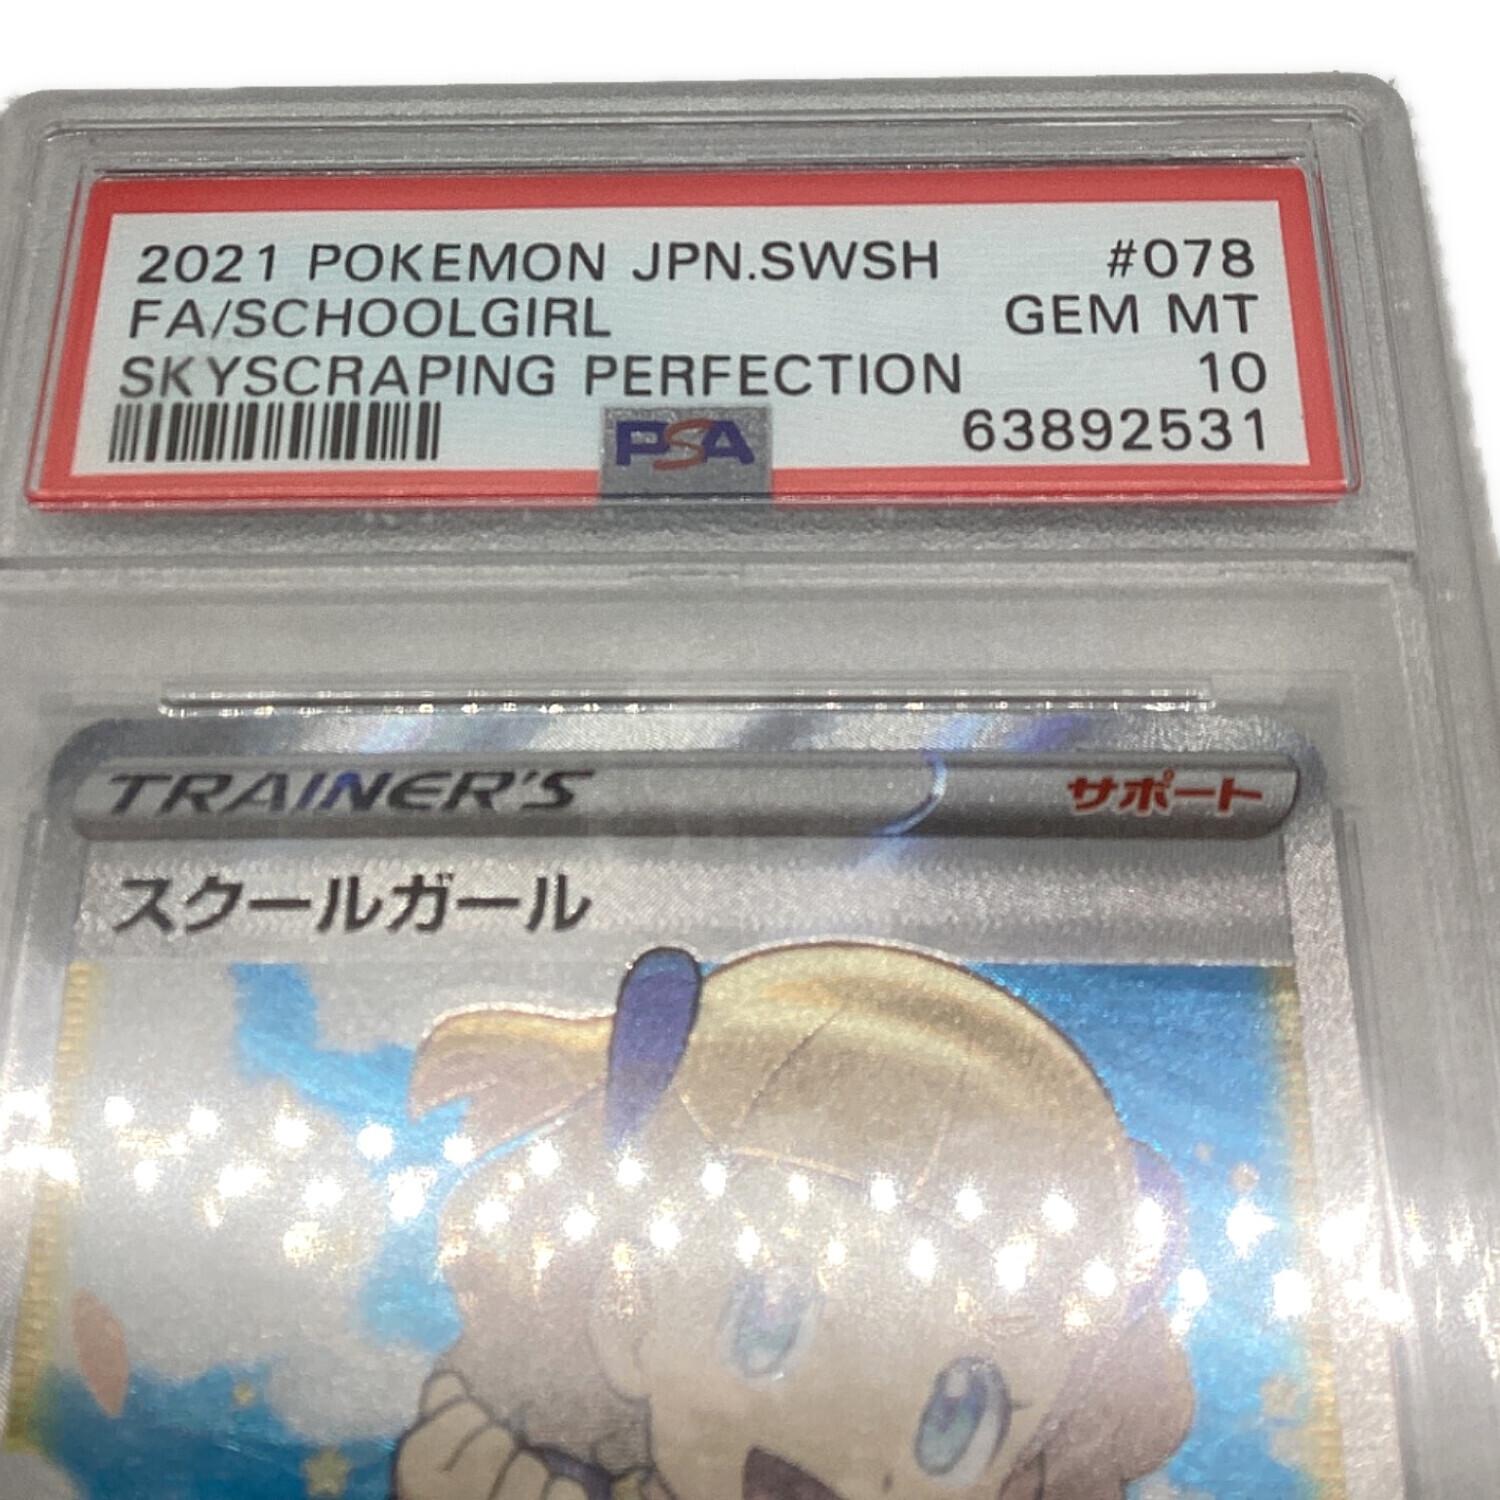 2021 POKEMON JPN.SWSH #078
FA/SCHOOLGIRL GEM MT
SKYSCRAPING PERFECTION 10
PSA 63892531
TRAINER'S サポート
スクールガール